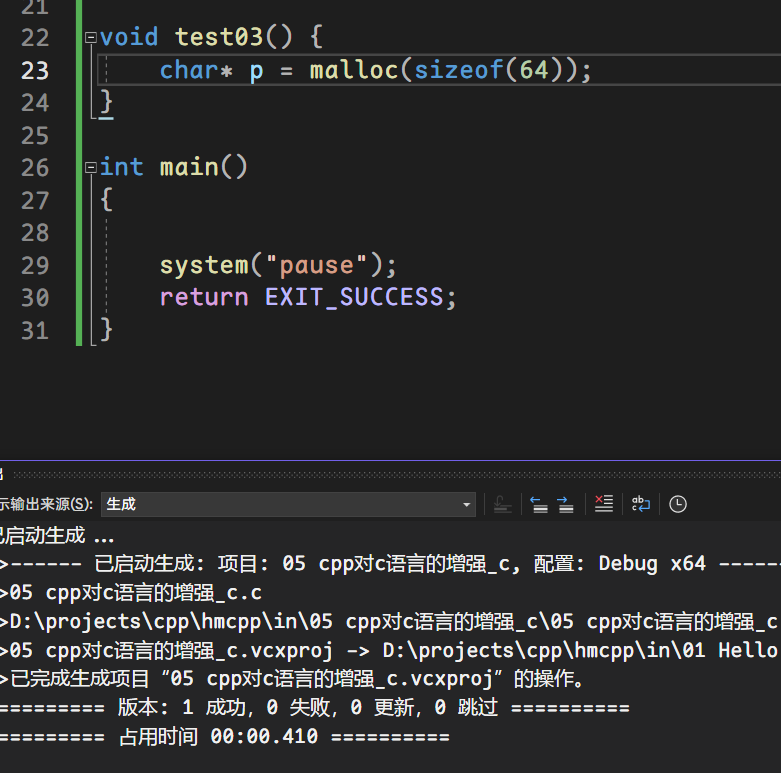 21
22 void test03() {
23 char* p = malloc(sizeof(64));
24 }
25
26 int main()
27 {
28
29 system("pause");
30 return EXIT_SUCCESS;
31 }
示输出来源(S): 生成
已启动生成 ...
>------ 已启动生成: 项目: 05 cpp对c语言的增强_c, 配置: Debug x64 ------
>05 cpp对c语言的增强_c.c
>D:\projects\cpp\hmcpp\in\05 cpp对c语言的增强_c\05 cpp对c语言的增强_c
>05 cpp对c语言的增强_c.vcxproj -> D:\projects\cpp\hmcpp\in\01 Hello
>已完成生成项目“05 cpp对c语言的增强_c.vcxproj”的操作。
========= 版本: 1 成功，0 失败，0 更新，0 跳过 ==========
========= 占用时间 00:00.410 ==========